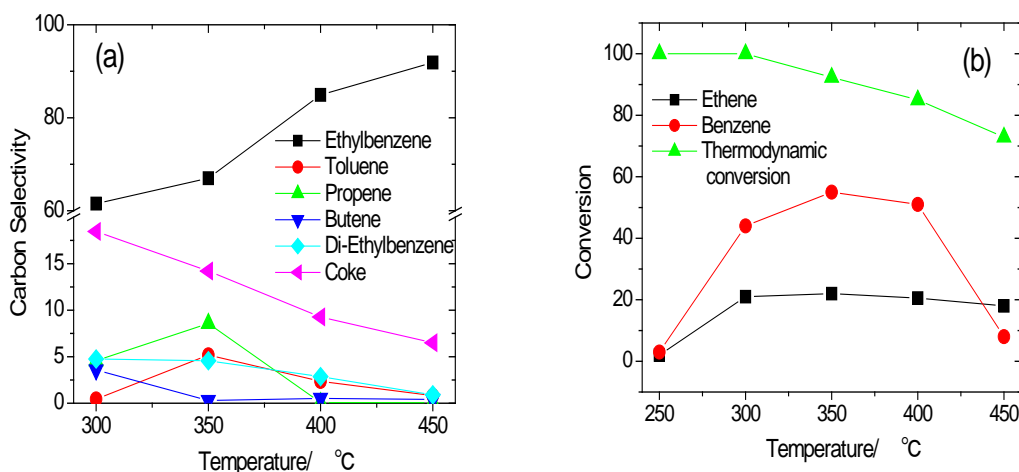 (a)
100
80
60
15
10
5
0
Carbon Selectivity
Ethylbenzene
Toluene
Propene
Butene
Di-Ethylbenzene
Coke
300 350 400 450
Temperature/ °C
(b)
120
100
80
60
40
20
0
Conversion
Ethene
Benzene
Thermodynamic
conversion
250 300 350 400 450
Temperature/ °C